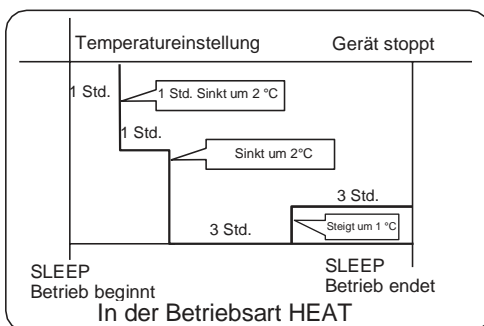 Temperatureinstellung Gerät stoppt
1 Std.
1 Std. Sinkt um 2 °C
1 Std.
Sinkt um 2°C
3 Std.
3 Std.
Steigt um 1 °C
SLEEP
Betrieb beginnt
SLEEP
Betrieb endet
In der Betriebsart HEAT